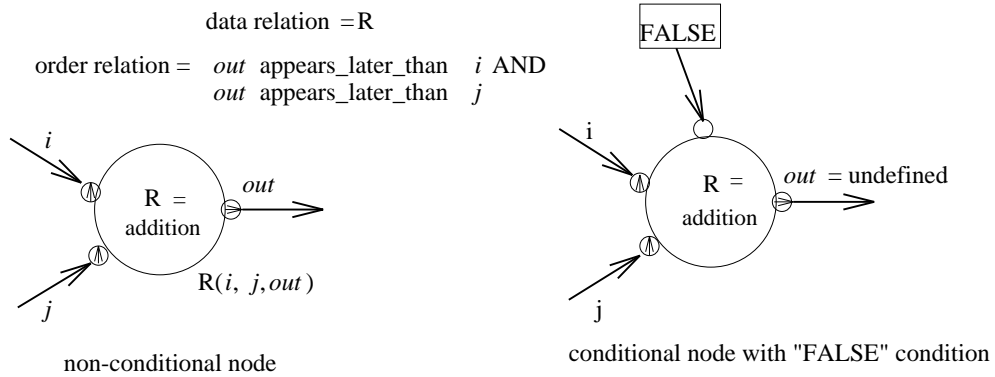 data relation = R
order relation = out appears_later_than i AND
out appears_later_than j
i
R =
addition
out
j
R(i, j, out)
non-conditional node
FALSE
i
R =
addition
out = undefined
j
conditional node with "FALSE" condition